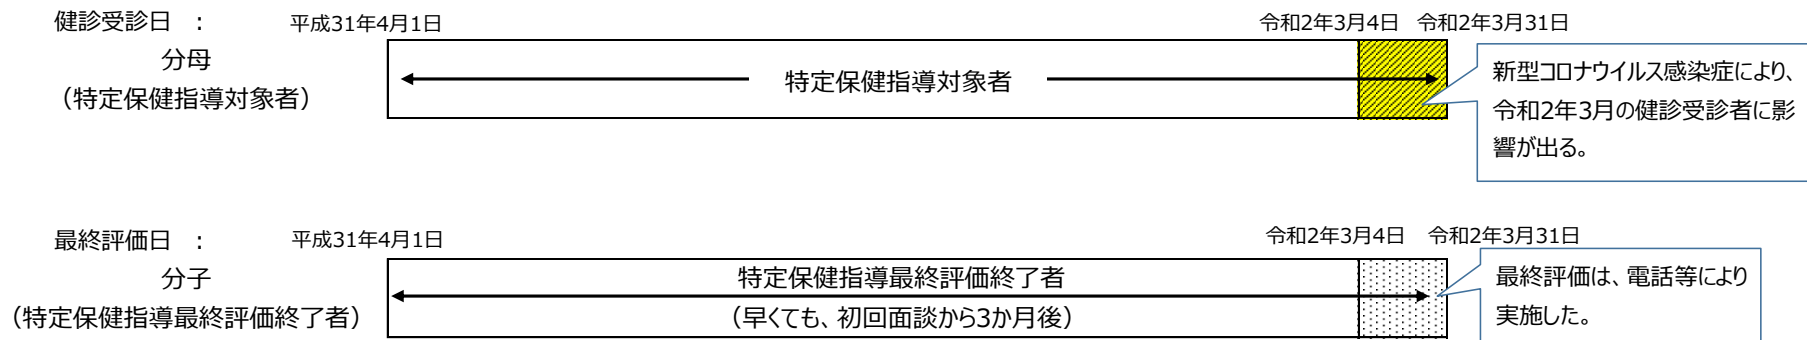 健診受診日　：　平成31年4月1日　令和2年3月4日　令和2年3月31日
分母
（特定保健指導対象者）
特定保健指導対象者
新型コロナウイルス感染症により、
令和2年3月の健診受診者に影
響が出る。
最終評価日　：　平成31年4月1日　令和2年3月4日　令和2年3月31日
分子
（特定保健指導最終評価終了者）
特定保健指導最終評価終了者
（早くても、初回面談から3か月後）
最終評価は、電話等により
実施した。